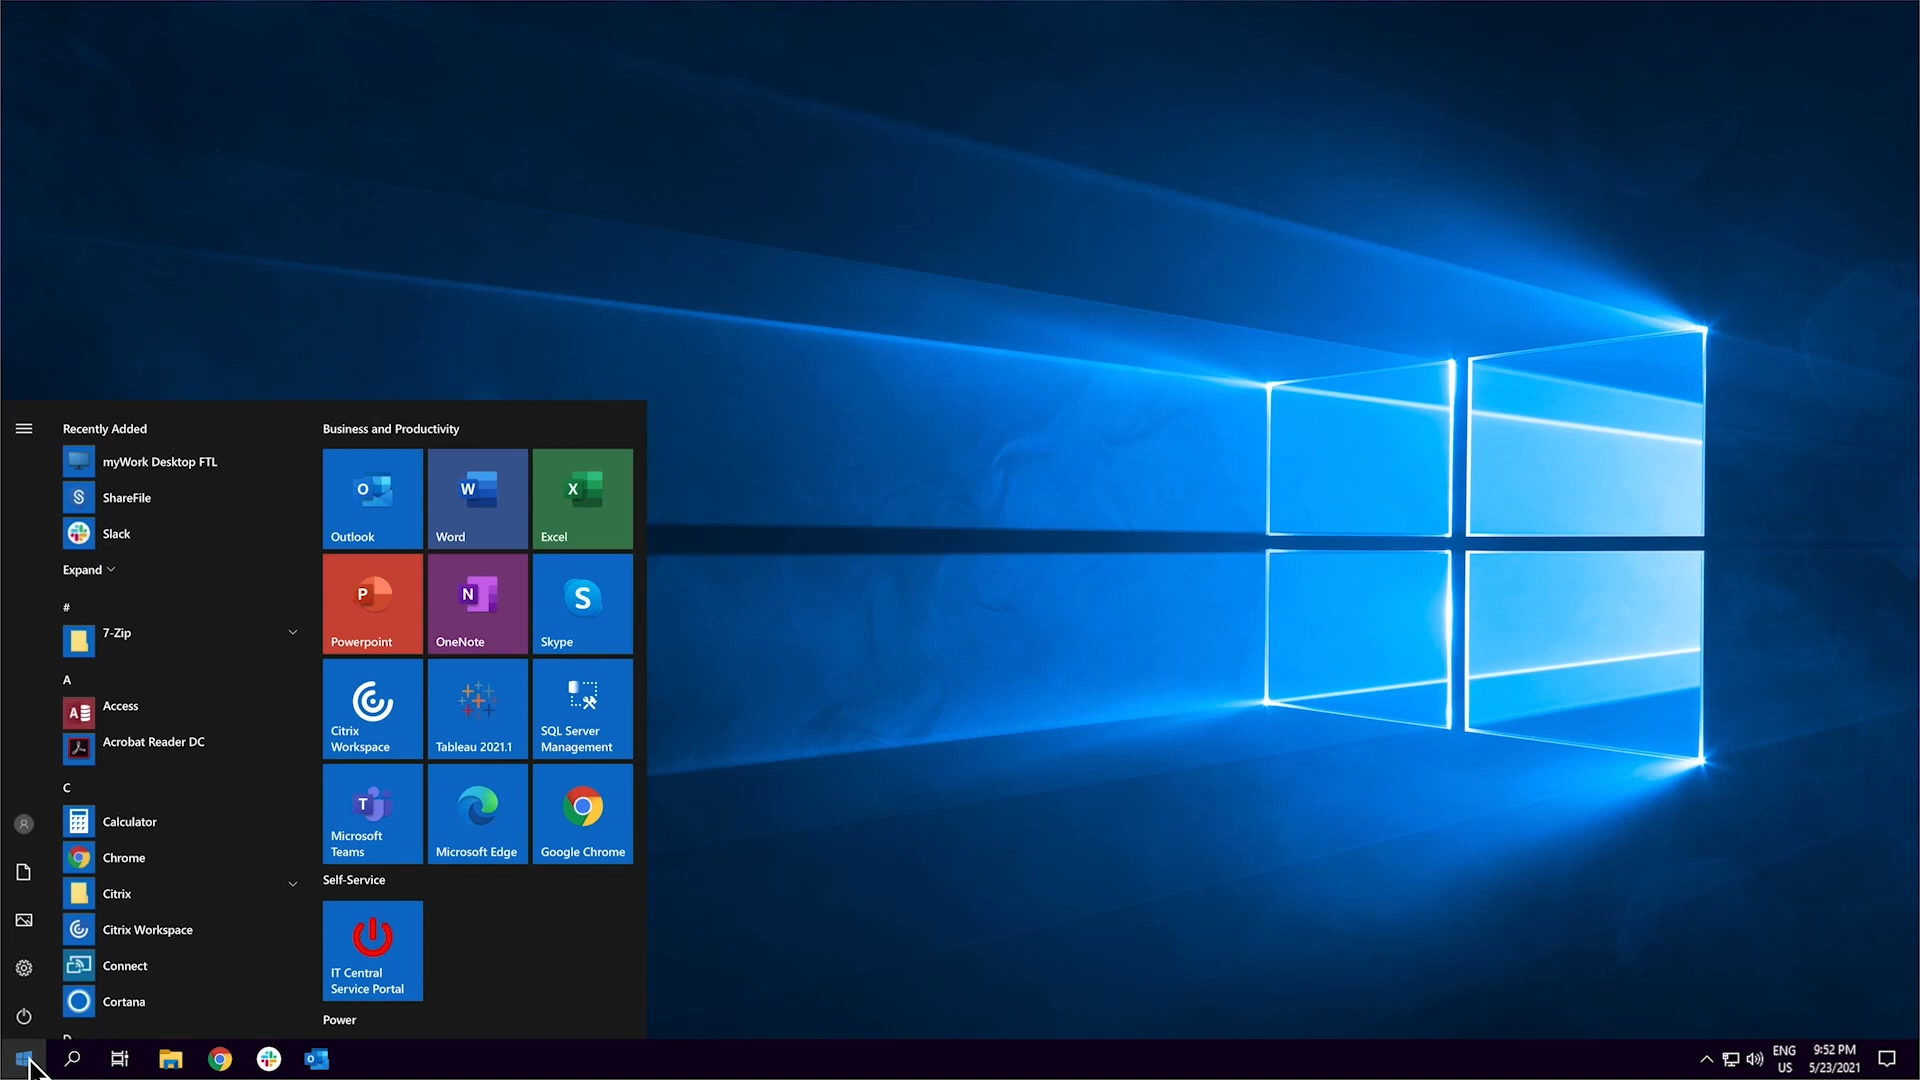 Recently Added
myWork Desktop FTL
ShareFile
Slack
Expand
#
7-Zip
A
Access
Acrobat Reader DC
C
Calculator
Chrome
Citrix
Citrix Workspace
Connect
Cortana
Business and Productivity
O
Outlook
W
Word
X
Excel
P
Powerpoint
N
OneNote
S
Skype
Citrix
Workspace
Tableau 2021.1
SQL Server
Management
T
Microsoft
Teams
Microsoft Edge
Google Chrome
Self-Service
IT Central
Service Portal
Power
ENG
US
9:52 PM
5/23/2021